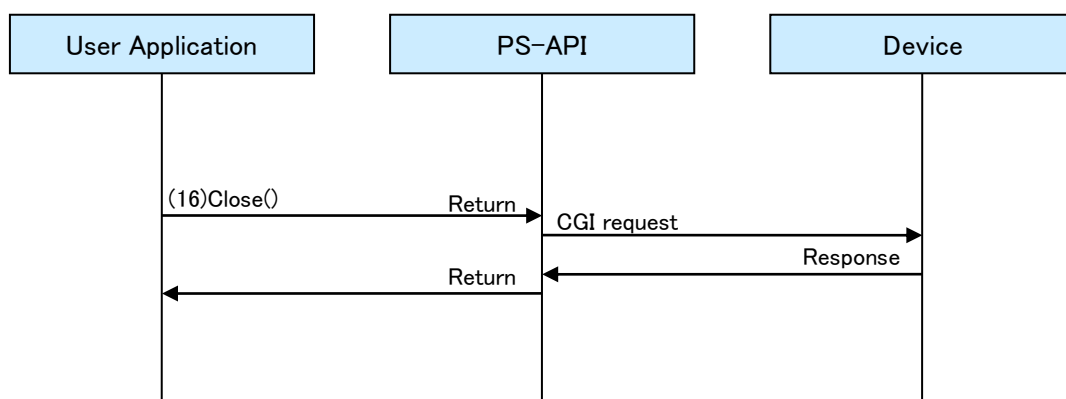 User Application
PS-API
Device
(16)Close()
Return
CGI request
Response
Return